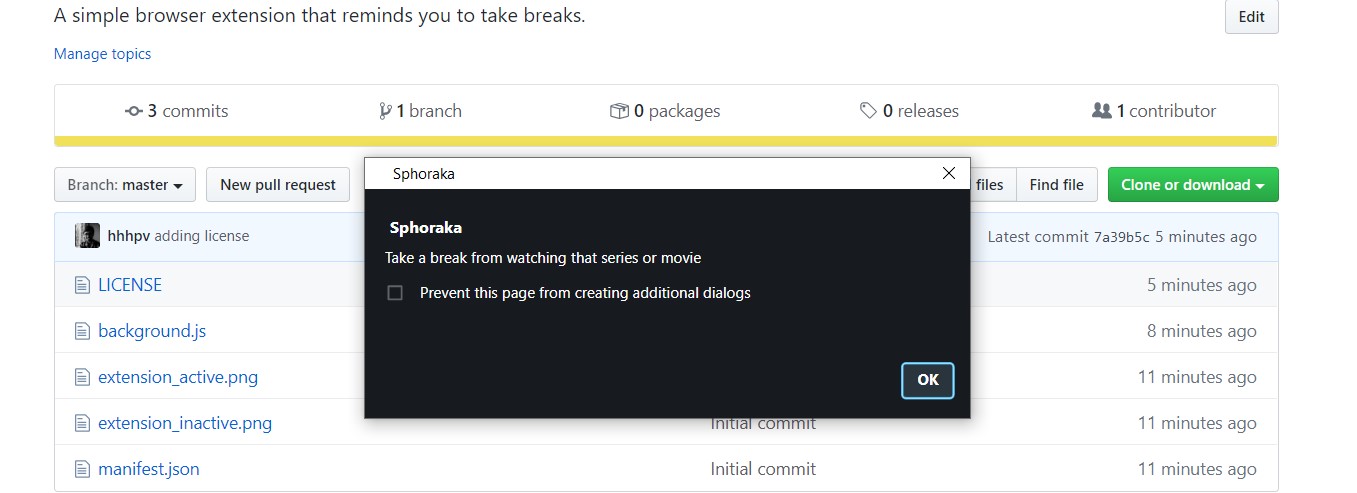 A simple browser extension that reminds you to take breaks.
Edit
Manage topics
3 commits
1 branch
0 packages
0 releases
1 contributor
Branch: master
New pull request
files
Find file
Clone or download
Sphoraka
hhhpv adding license
Latest commit 7a39b5c 5 minutes ago
Sphoraka
Take a break from watching that series or movie
Prevent this page from creating additional dialogs
OK
LICENSE
5 minutes ago
background.js
8 minutes ago
extension_active.png
11 minutes ago
extension_inactive.png
Initial commit
11 minutes ago
manifest.json
Initial commit
11 minutes ago